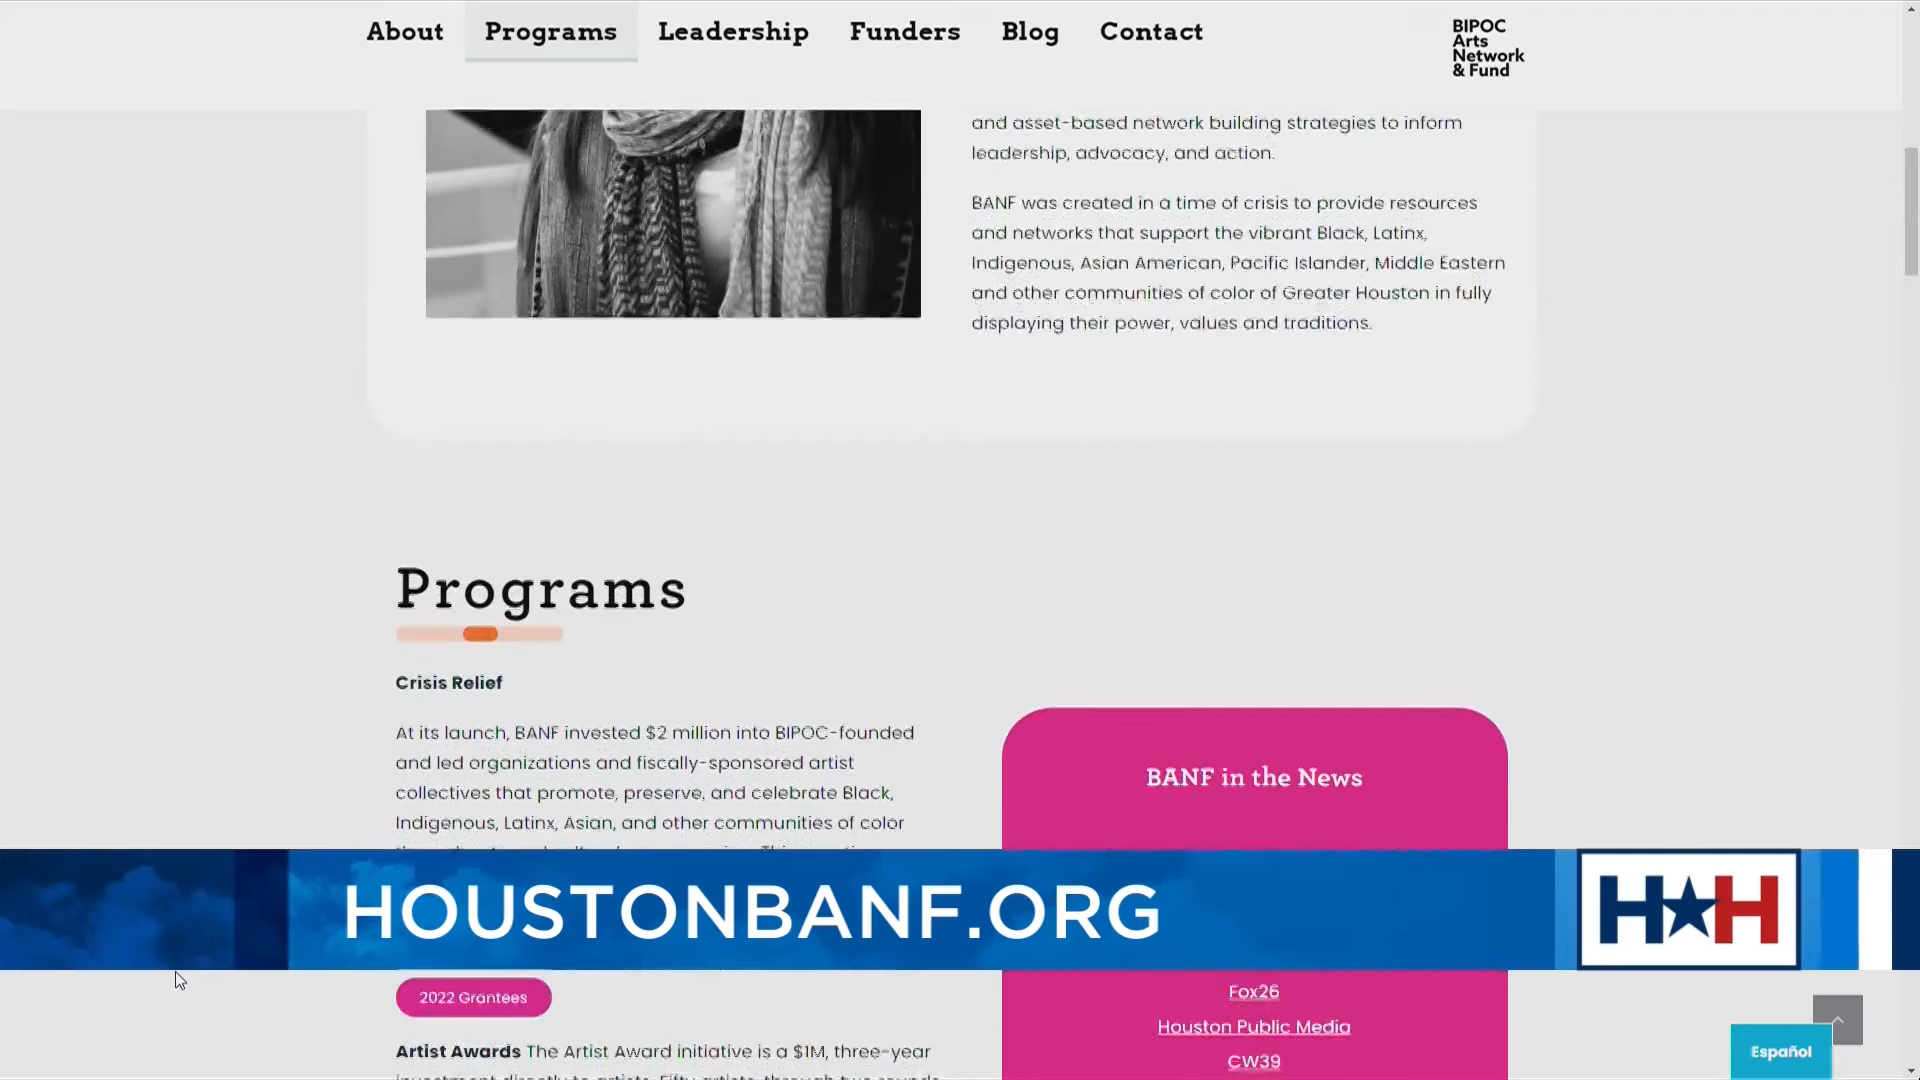 About Programs Leadership Funders Blog Contact
BIPOC
Arts
Network
& Fund
and asset-based network building strategies to inform
leadership, advocacy, and action.
BANF was created in a time of crisis to provide resources
and networks that support the vibrant Black, Latinx,
Indigenous, Asian American, Pacific Islander, Middle Eastern
and other communities of color of Greater Houston in fully
displaying their power, values and traditions.
Programs
Crisis Relief
At its launch, BANF invested $2 million into BIPOC-founded
and led organizations and fiscally-sponsored artist
collectives that promote, preserve, and celebrate Black,
Indigenous, Latinx, Asian, and other communities of color
BANF in the News
HOUSTONBANF.ORG
H★H
2022 Grantees
Artist Awards The Artist Award initiative is a $1M, three-year
Fox26
Houston Public Media
CW39
Español